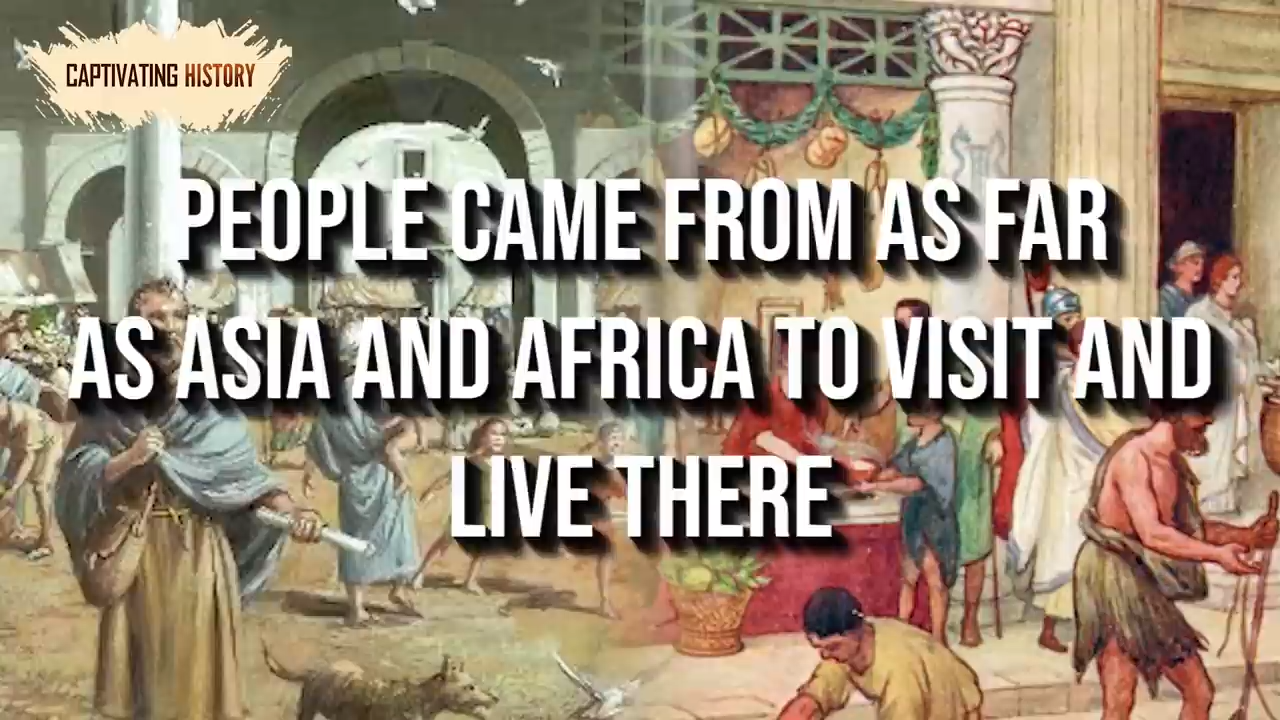 CAPTIVATING HISTORY
PEOPLE CAME FROM AS FAR
AS ASIA AND AFRICA TO VISIT AND
LIVE THERE